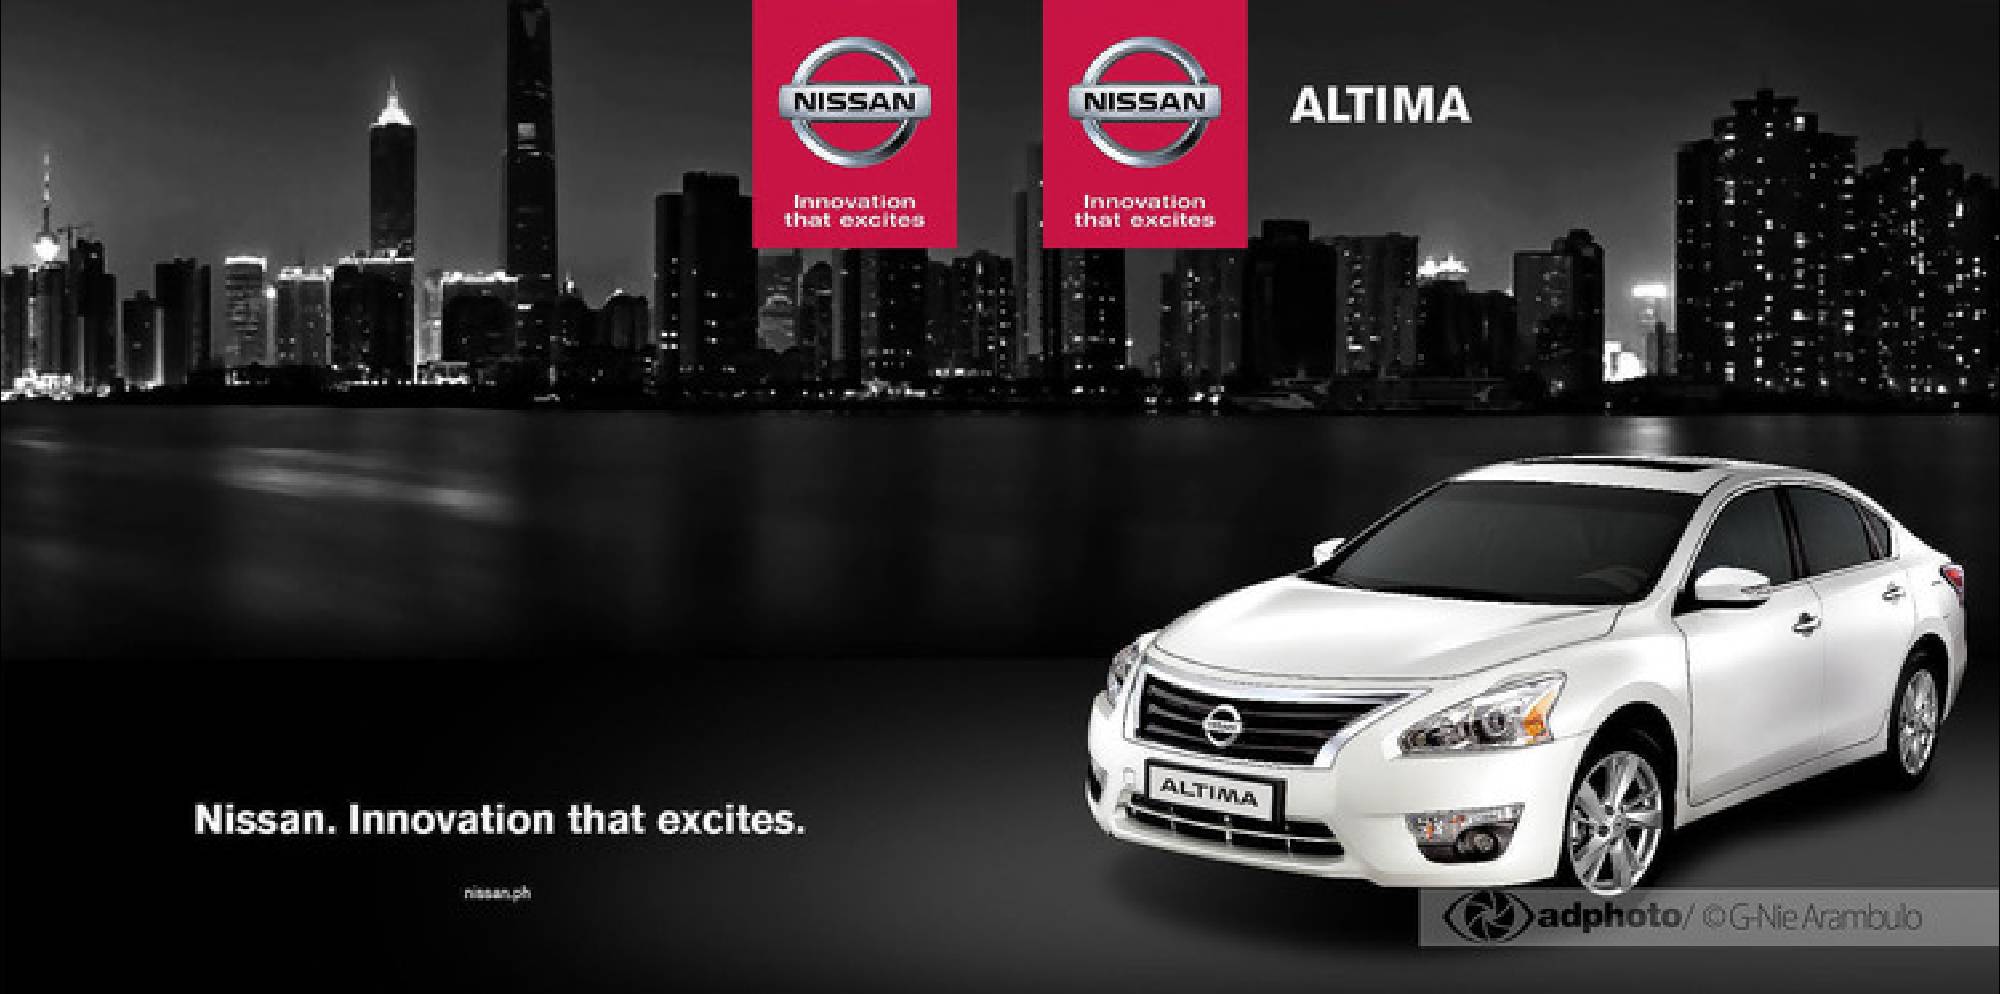 NISSAN
Innovation
that excites
NISSAN
Innovation
that excites
ALTIMA
ALTIMA
Nissan. Innovation that excites.
nissan.ph
adphoto/ © G-Nie Arambulo